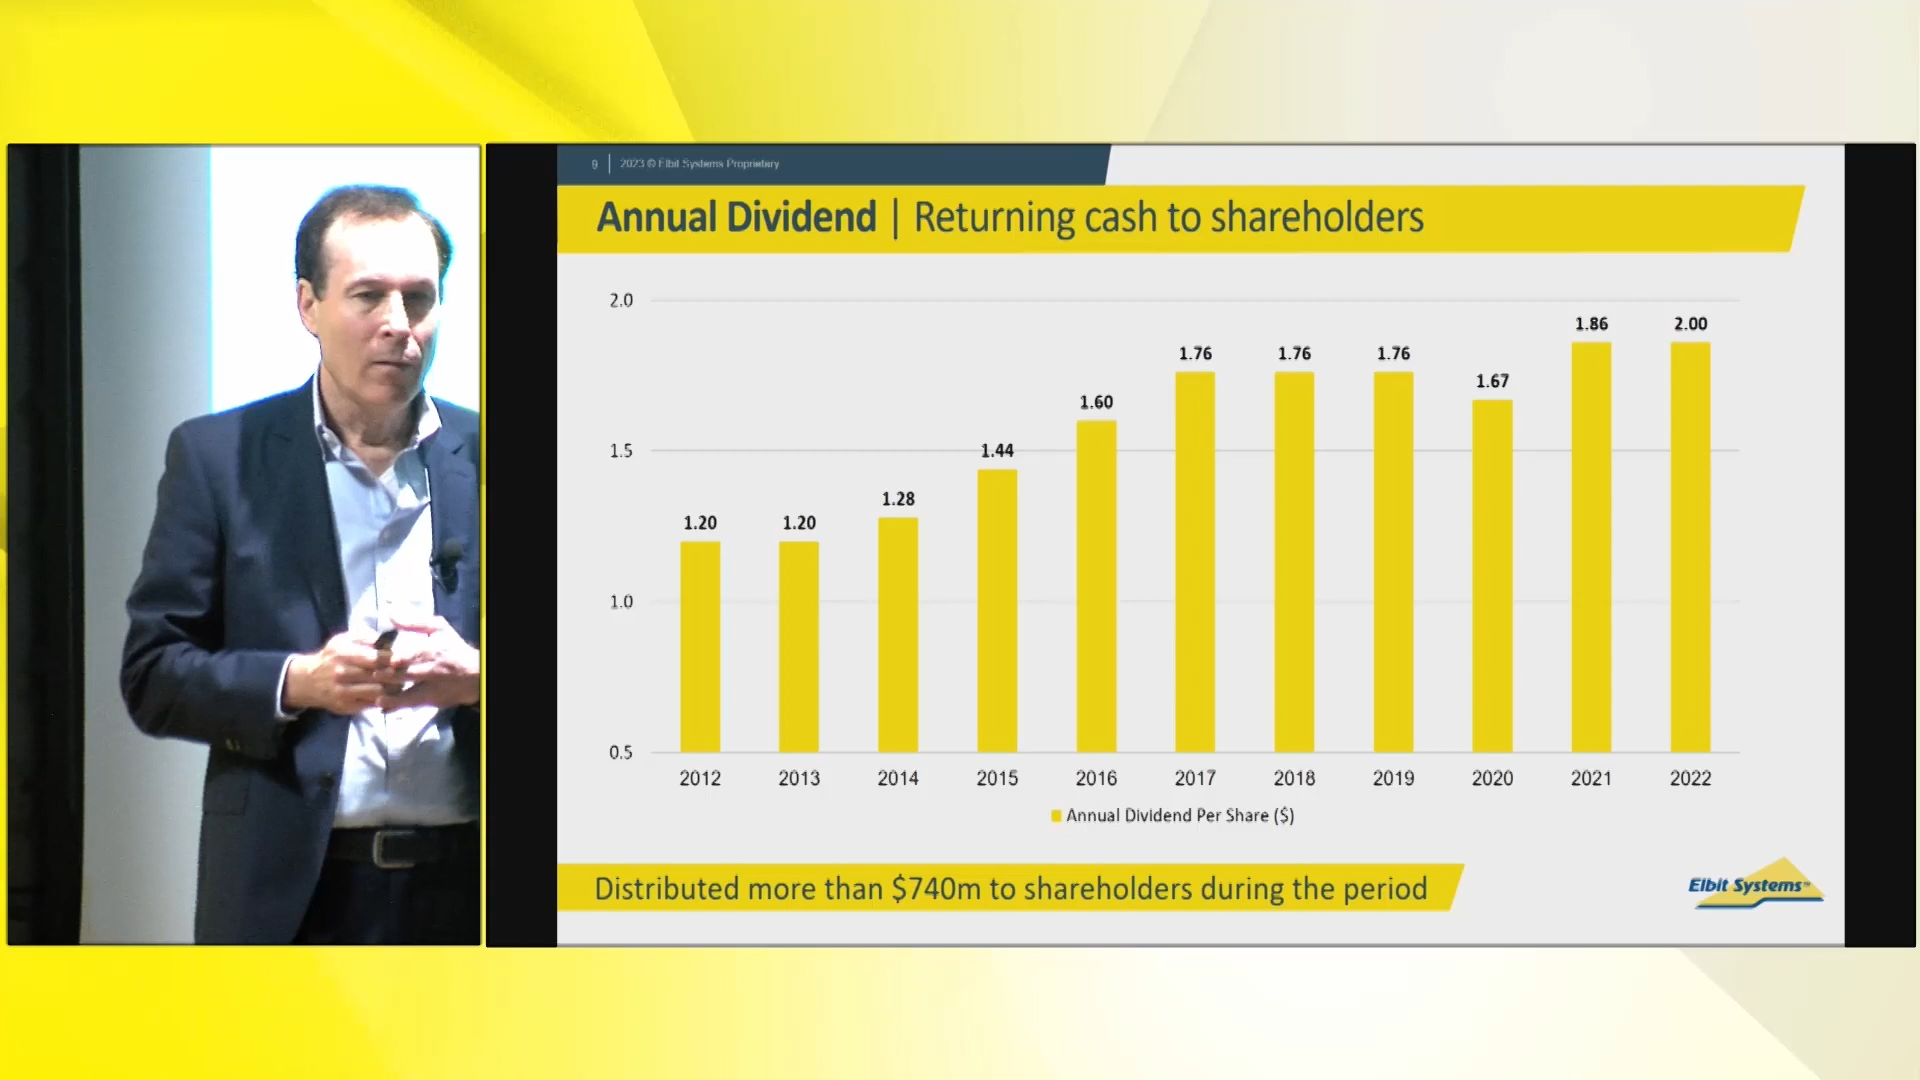 9 | 2023 © Elbit Systems Proprietary
Annual Dividend | Returning cash to shareholders
2.0
1.5
1.0
0.5
1.20
1.20
1.28
1.44
1.60
1.76
1.76
1.76
1.67
1.86
2.00
2012 2013 2014 2015 2016 2017 2018 2019 2020 2021 2022
Annual Dividend Per Share ($)
Distributed more than $740m to shareholders during the period
Elbit Systems™